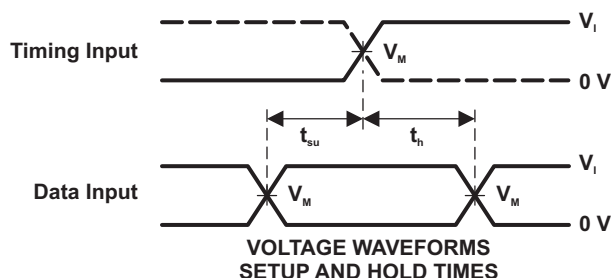 V_I
Timing Input
V_M
0 V
t_su
t_h
V_I
Data Input
V_M
V_M
0 V
VOLTAGE WAVEFORMS
SETUP AND HOLD TIMES